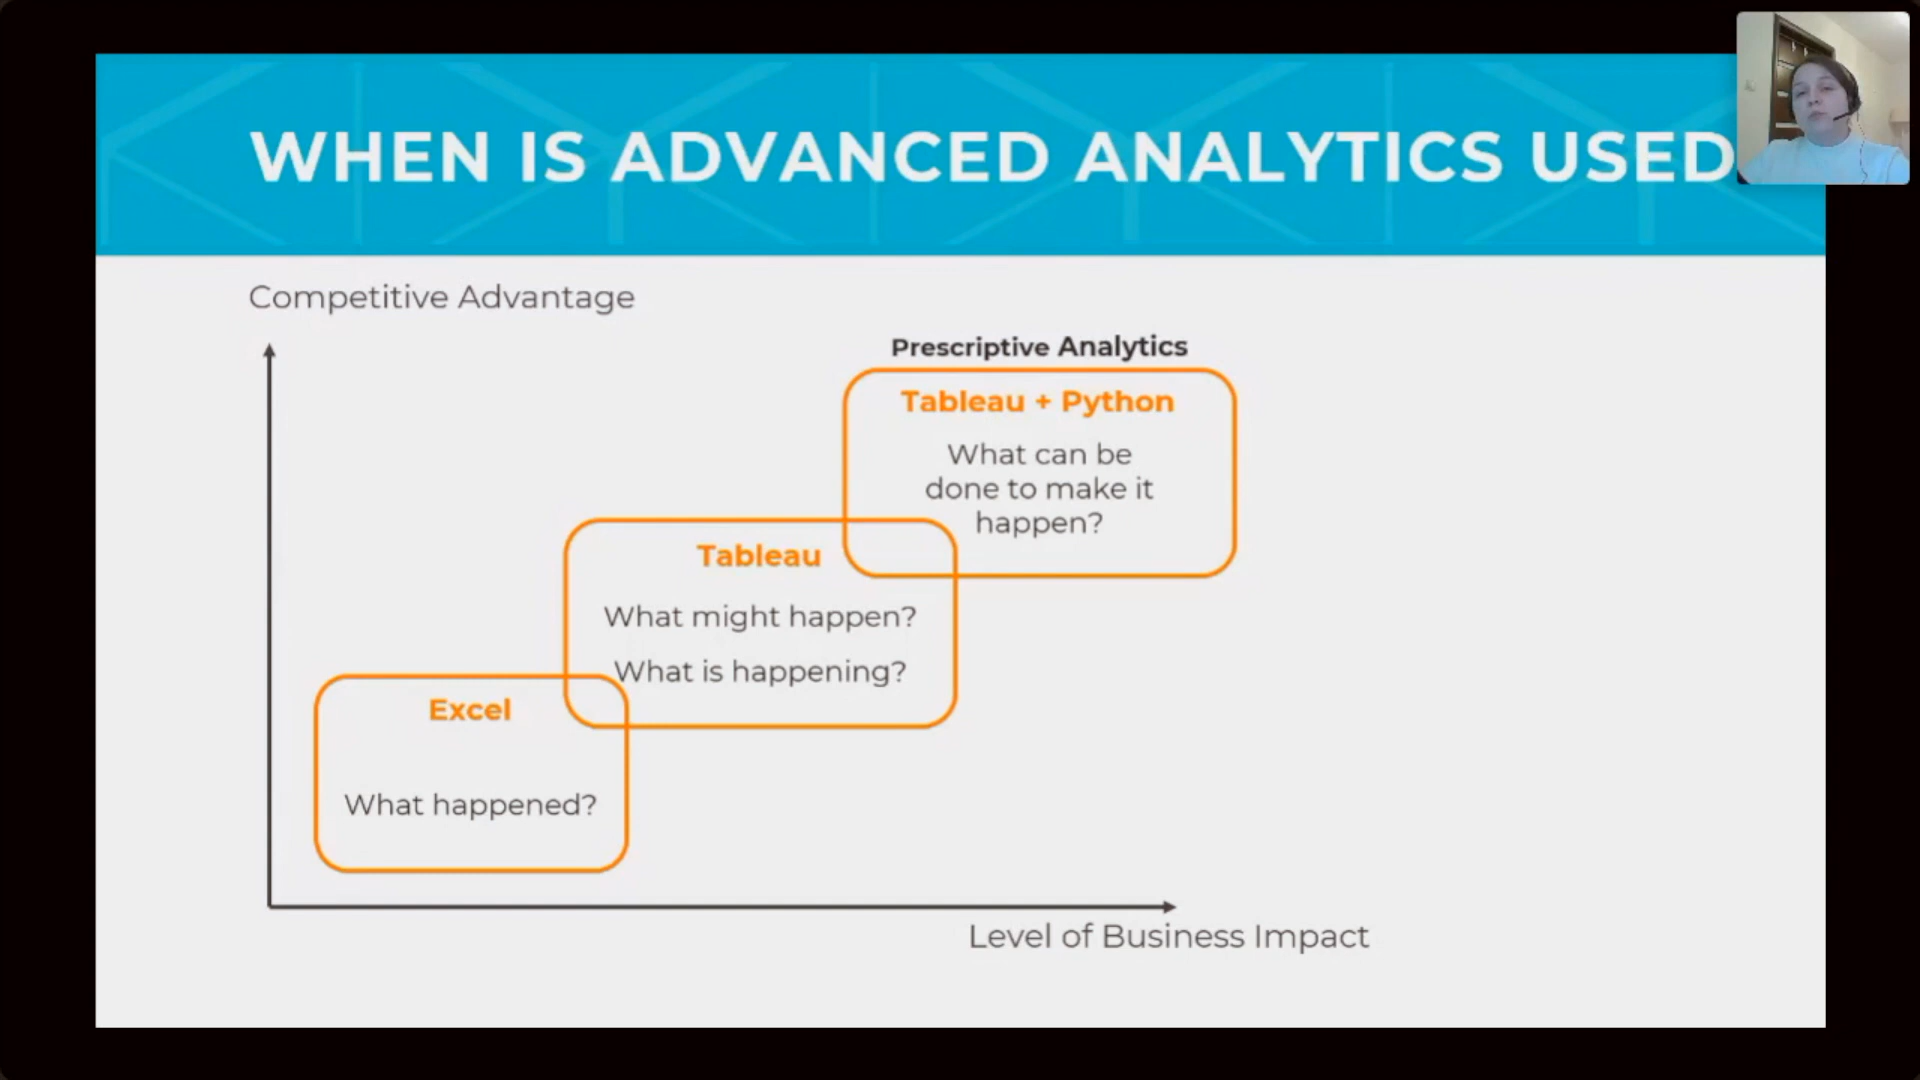 WHEN IS ADVANCED ANALYTICS USED
Competitive Advantage
Prescriptive Analytics
Tableau + Python
What can be
done to make it
happen?
Tableau
What might happen?
What is happening?
Excel
What happened?
Level of Business Impact